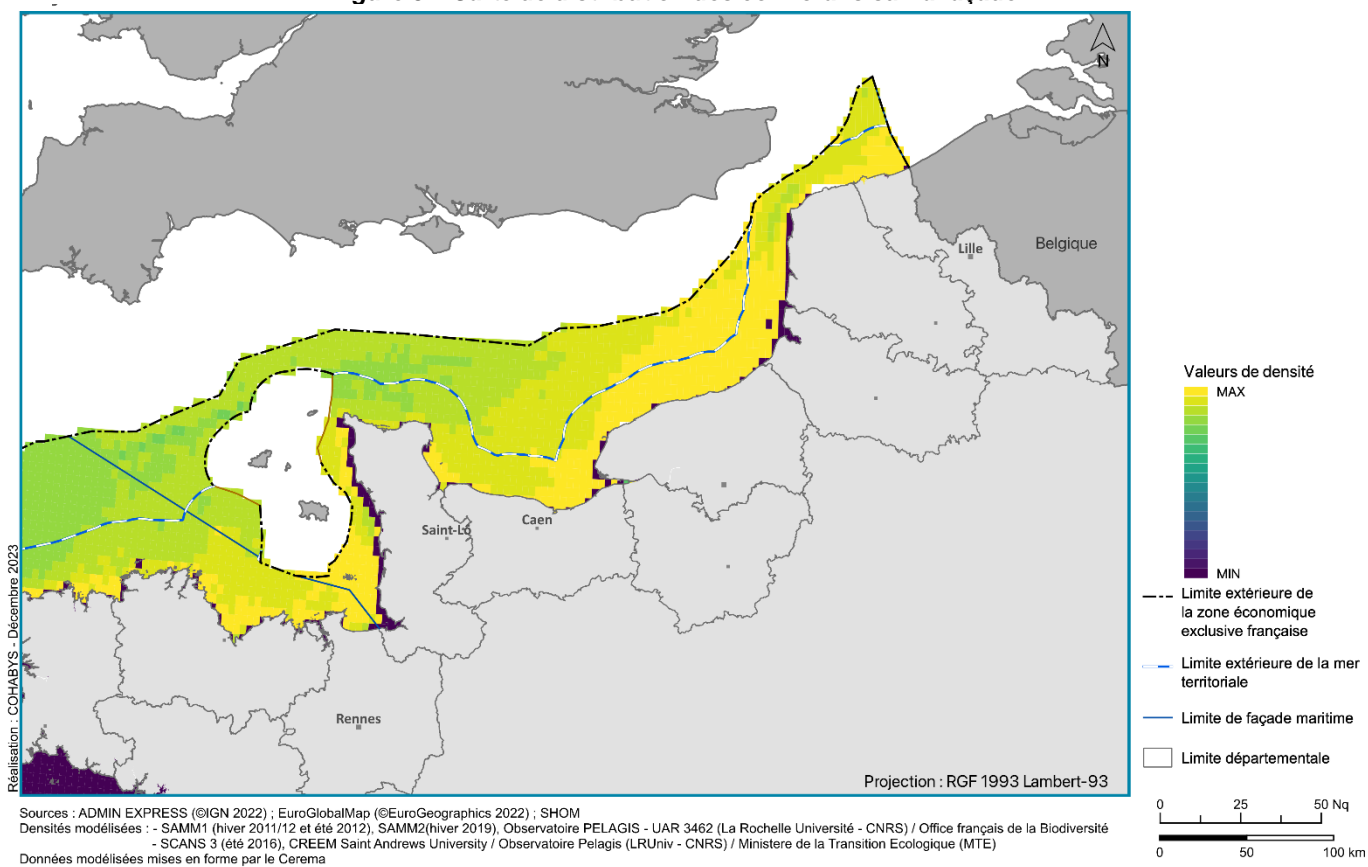 N
Lille
Belgique
Saint-Lô
Caen
Rennes
Projection : RGF 1993 Lambert-93
Réalisation : COHABYS - Décembre 2023
Valeurs de densité
MAX
MIN
Limite extérieure de
la zone économique
exclusive française
Limite extérieure de la mer
territoriale
Limite de façade maritime
Limite départementale
0 25 50 Nq
0 50 100 km
Sources : ADMIN EXPRESS (©IGN 2022) ; EuroGlobalMap (©EuroGeographics 2022) ; SHOM
Densités modélisées : - SAMM1 (hiver 2011/12 et été 2012), SAMM2(hiver 2019), Observatoire PELAGIS - UAR 3462 (La Rochelle Université - CNRS) / Office français de la Biodiversité
- SCANS 3 (été 2016), CREEM Saint Andrews University / Observatoire Pelagis (LRUniv - CNRS) / Ministere de la Transition Ecologique (MTE)
Données modélisées mises en forme par le Cerema